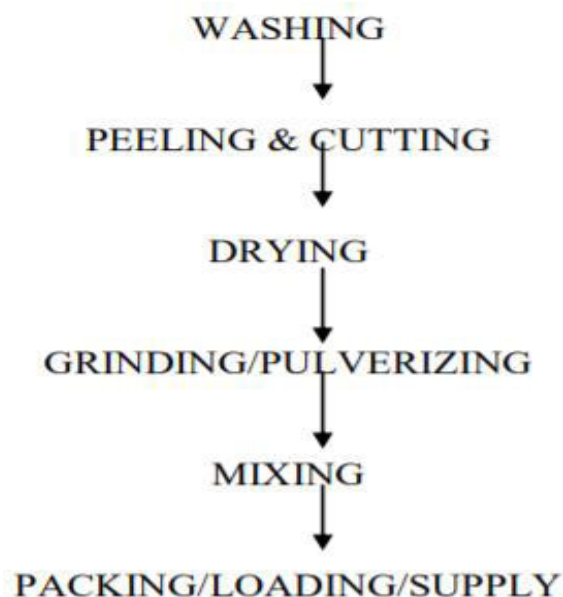 WASHING
PEELING & CUTTING
DRYING
GRINDING/PULVERIZING
MIXING
PACKING/LOADING/SUPPLY